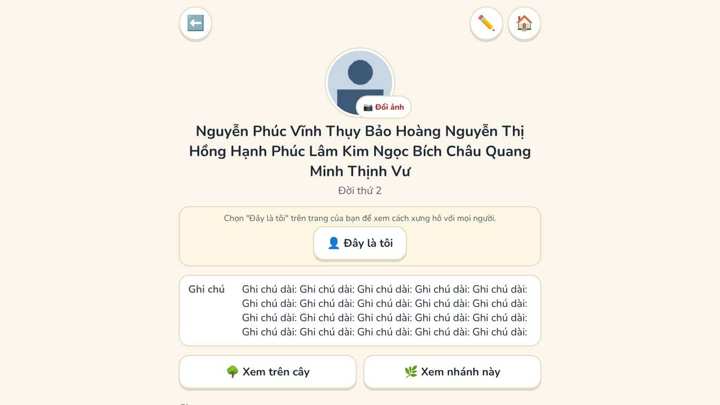 Đổi ảnh
Nguyễn Phúc Vĩnh Thụy Bảo Hoàng Nguyễn Thị
Hồng Hạnh Phúc Lâm Kim Ngọc Bích Châu Quang
Minh Thịnh Vư
Đời thứ 2
Chọn "Đây là tôi" trên trang của bạn để xem cách xưng hô với mọi người.
Đây là tôi
Ghi chú
Ghi chú dài: Ghi chú dài: Ghi chú dài: Ghi chú dài: Ghi chú dài:
Ghi chú dài: Ghi chú dài: Ghi chú dài: Ghi chú dài: Ghi chú dài:
Ghi chú dài: Ghi chú dài: Ghi chú dài: Ghi chú dài: Ghi chú dài:
Ghi chú dài: Ghi chú dài: Ghi chú dài: Ghi chú dài: Ghi chú dài:
Xem trên cây
Xem nhánh này